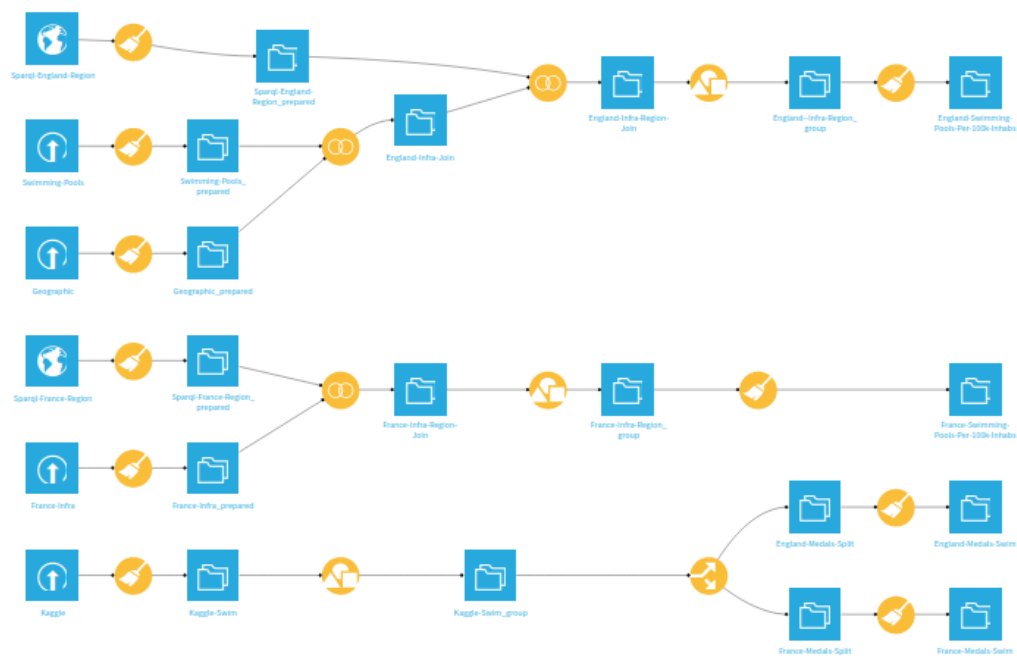 Sparql-England-Region
Sparql-England-
Region_prepared
England-Infra-Region-
Join
England--Infra-Region_
group
England-Swimming-
Pools-Per-100k-Inhabs
England-Infra-Join
Swimming-Pools
Swimming-Pools_
prepared
Geographic
Geographic_prepared
Sparql-France-Region
Sparql-France-Region_
prepared
France-Infra-Region-
Join
France-Infra-Region_
group
France-Swimming-
Pools-Per-100k-Inhabs
France-Infra
France-Infra_prepared
England-Medals-Split
England-Medals-Swim
Kaggle
Kaggle-Swim
Kaggle-Swim_group
France-Medals-Split
France-Medals-Swim